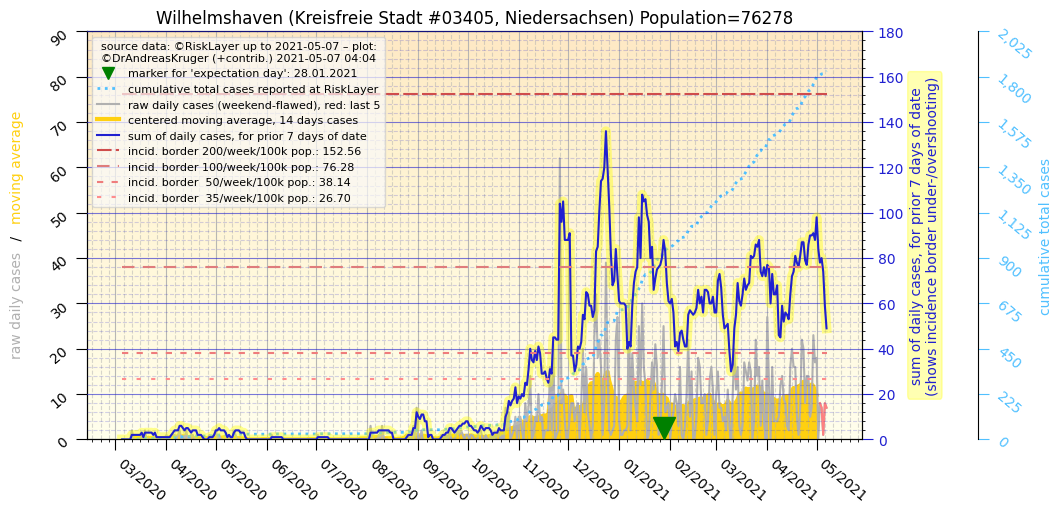 Wilhelmshaven (Kreisfreie Stadt #03405, Niedersachsen) Population=76278
source data: ©RiskLayer up to 2021-05-07 – plot:
©DrAndreasKruger (+contrib.) 2021-05-07 04:04
marker for 'expectation day': 28.01.2021
cumulative total cases reported at RiskLayer
raw daily cases (weekend-flawed), red: last 5
centered moving average, 14 days cases
sum of daily cases, for prior 7 days of date
incid. border 200/week/100k pop.: 152.56
incid. border 100/week/100k pop.: 76.28
incid. border 50/week/100k pop.: 38.14
incid. border 35/week/100k pop.: 26.70
raw daily cases / moving average
90
80
70
60
50
40
30
20
10
0
180
160
140
120
100
80
60
40
20
0
sum of daily cases, for prior 7 days of date
(shows incidence border under-/overshooting)
2,025
1,800
1,575
1,350
1,125
900
675
450
225
0
cumulative total cases
03/2020
04/2020
05/2020
06/2020
07/2020
08/2020
09/2020
10/2020
11/2020
12/2020
01/2021
02/2021
03/2021
04/2021
05/2021